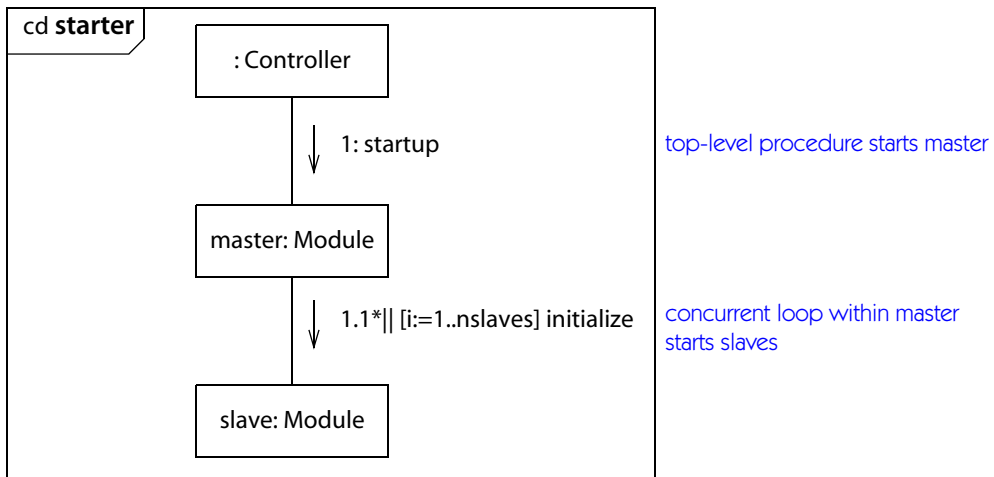 cd starter
: Controller
1: startup
top-level procedure starts master
master: Module
1.1*|| [i:=1..nslaves] initialize
concurrent loop within master
starts slaves
slave: Module